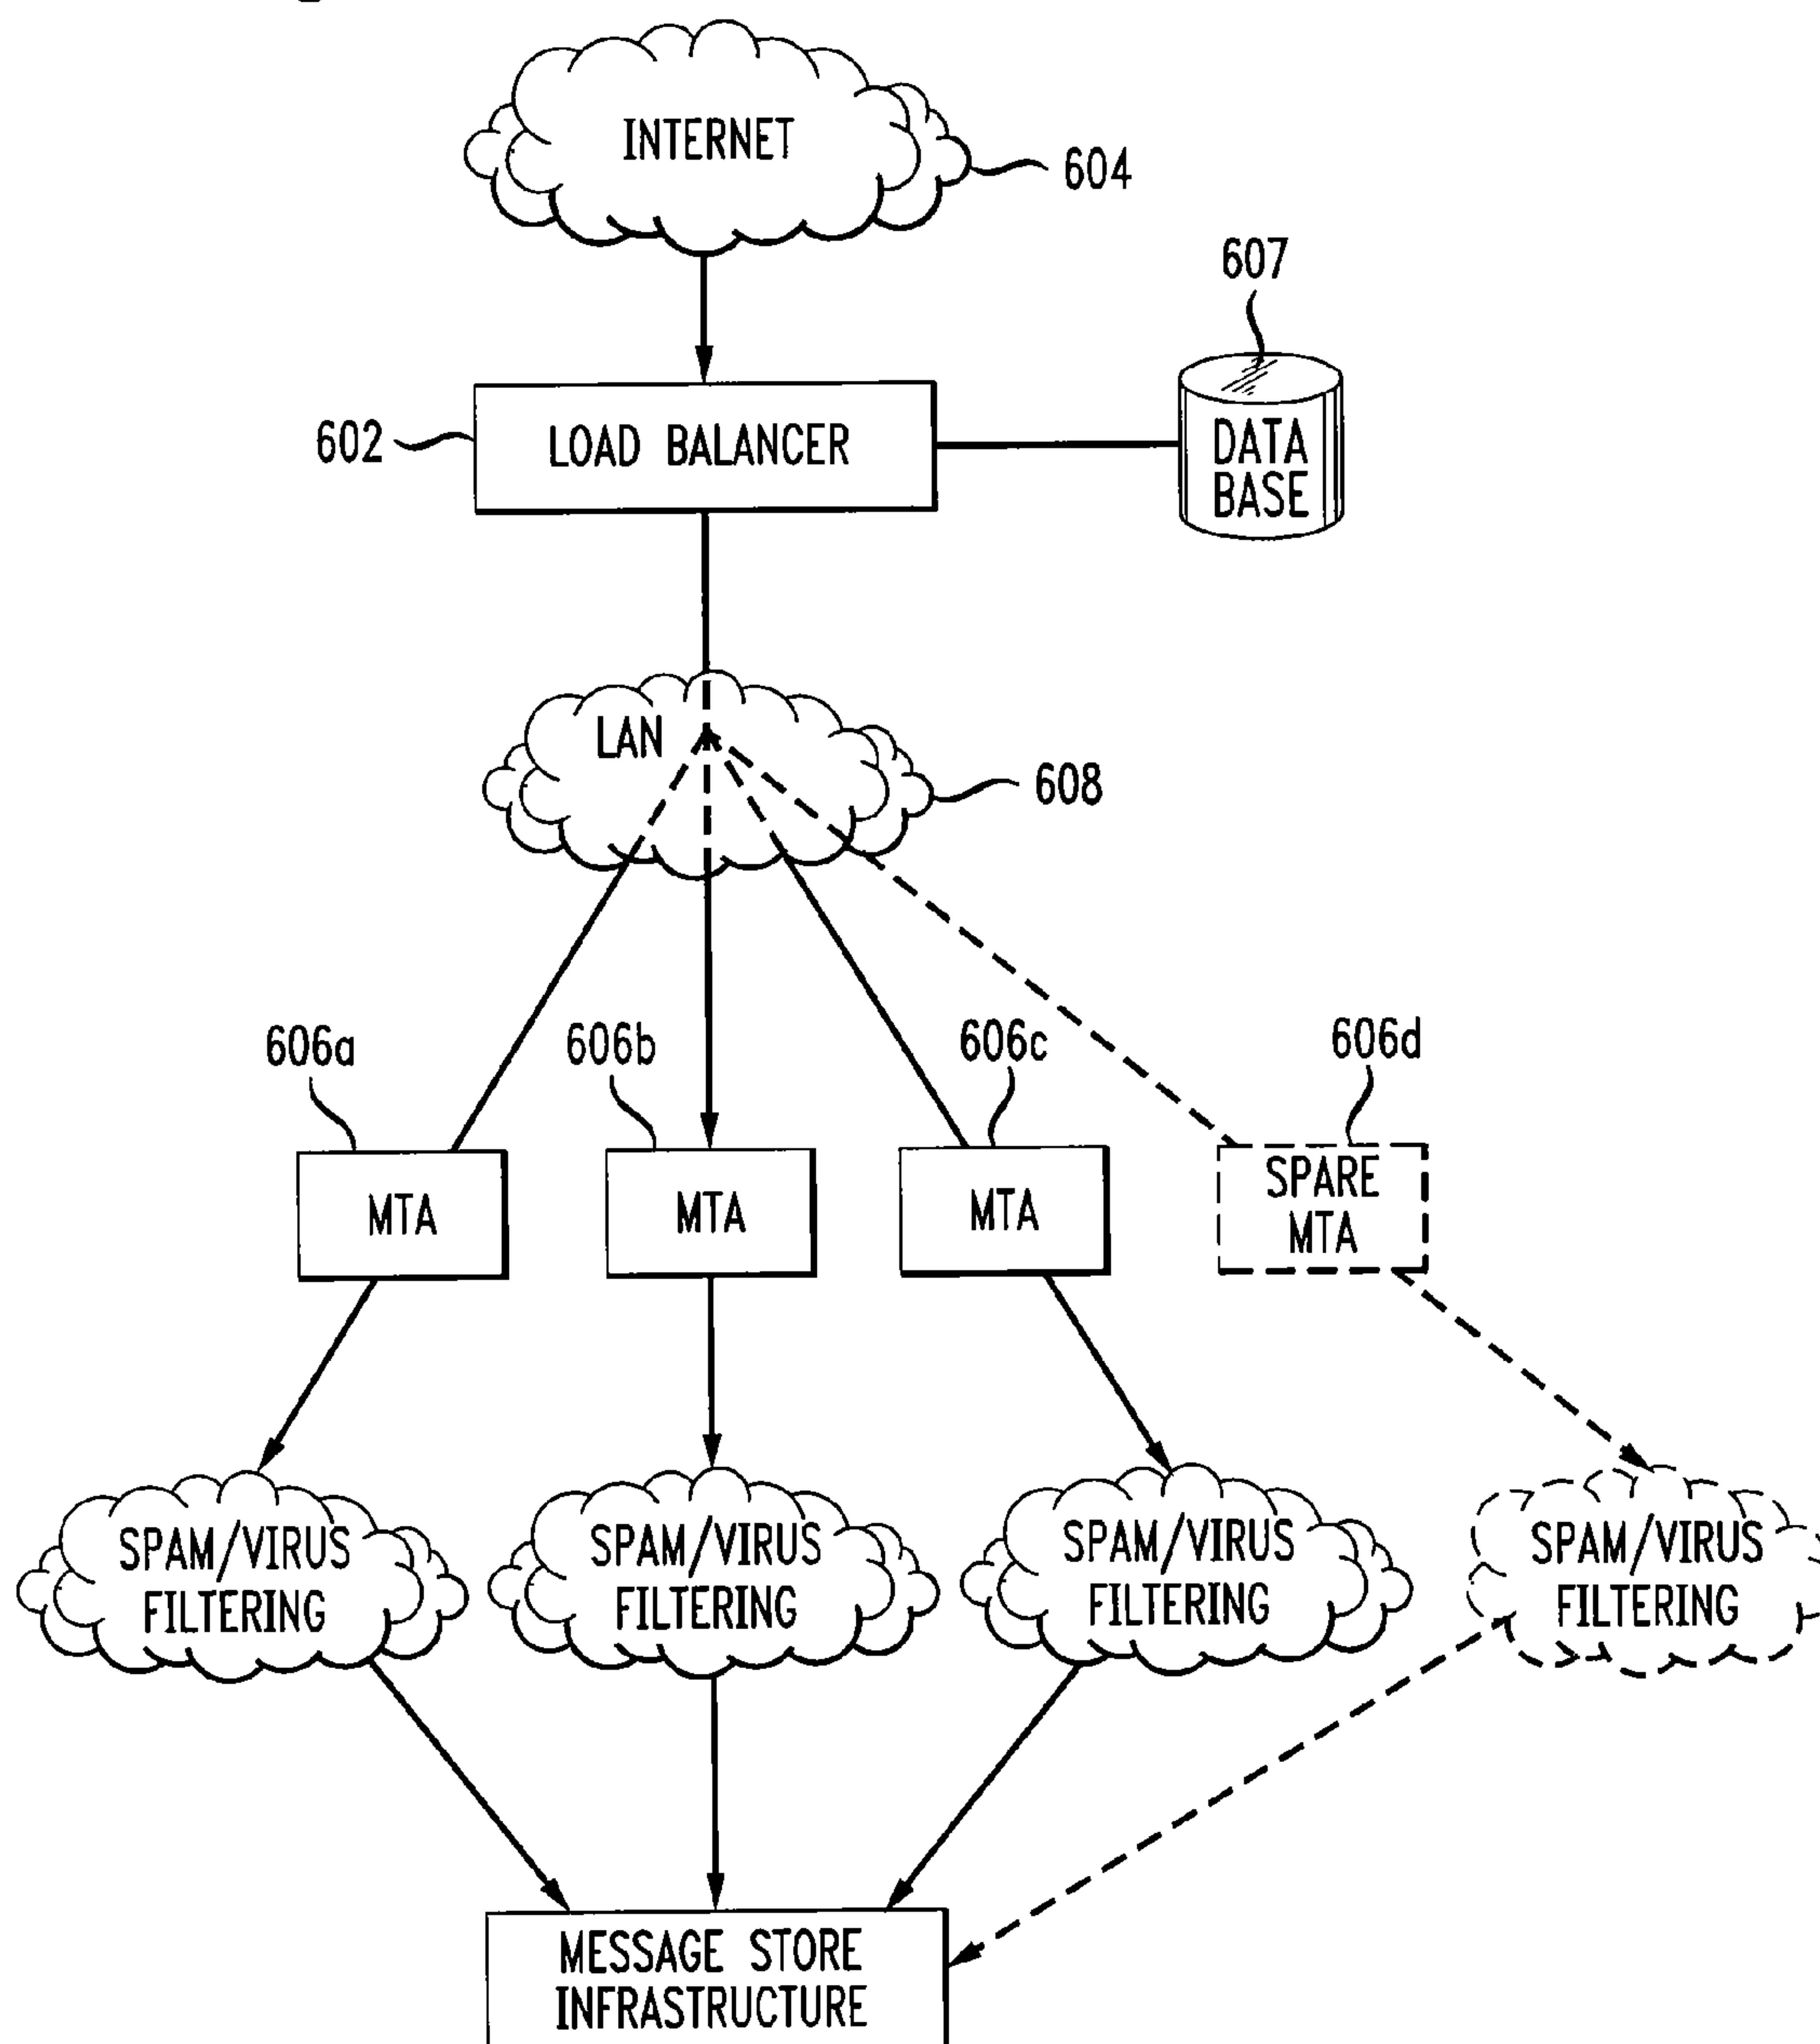 INTERNET
604
607
602
LOAD BALANCER
DATA
BASE
LAN
608
606a
606b
606c
606d
MTA
MTA
MTA
SPARE
MTA
SPAM/VIRUS
FILTERING
SPAM/VIRUS
FILTERING
SPAM/VIRUS
FILTERING
SPAM/VIRUS
FILTERING
MESSAGE STORE
INFRASTRUCTURE